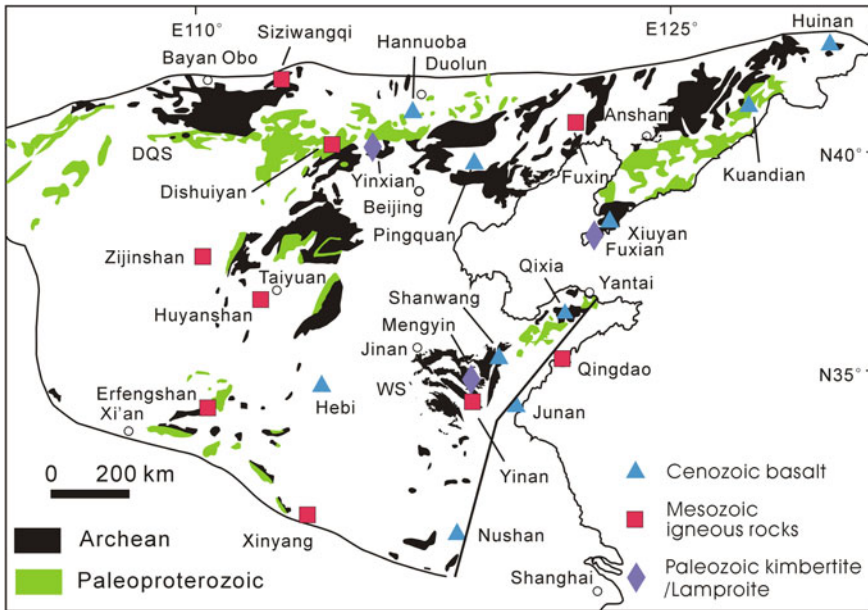 E110°
E125°
Huinan
Siziwangqi
Bayan Obo
Hannuoba
Duolun
Anshan
DQS
N40°
Dishuiyan
Yinxian
Fuxin
Kuandian
Beijing
Pingquan
Xiuyan
Fuxian
Zijinshan
Qixia
Taiyuan
Yantai
Shanwang
Huyanshan
Mengyin
Jinan
Qingdao
N35°
WS
Erfengshan
Hebi
Junan
Xi'an
0 200 km
Yinan
Cenozoic basalt
Mesozoic
igneous rocks
Xinyang
Nushan
Archean
Paleozoic kimbertite
/Lamproite
Paleoproterozoic
Shanghai